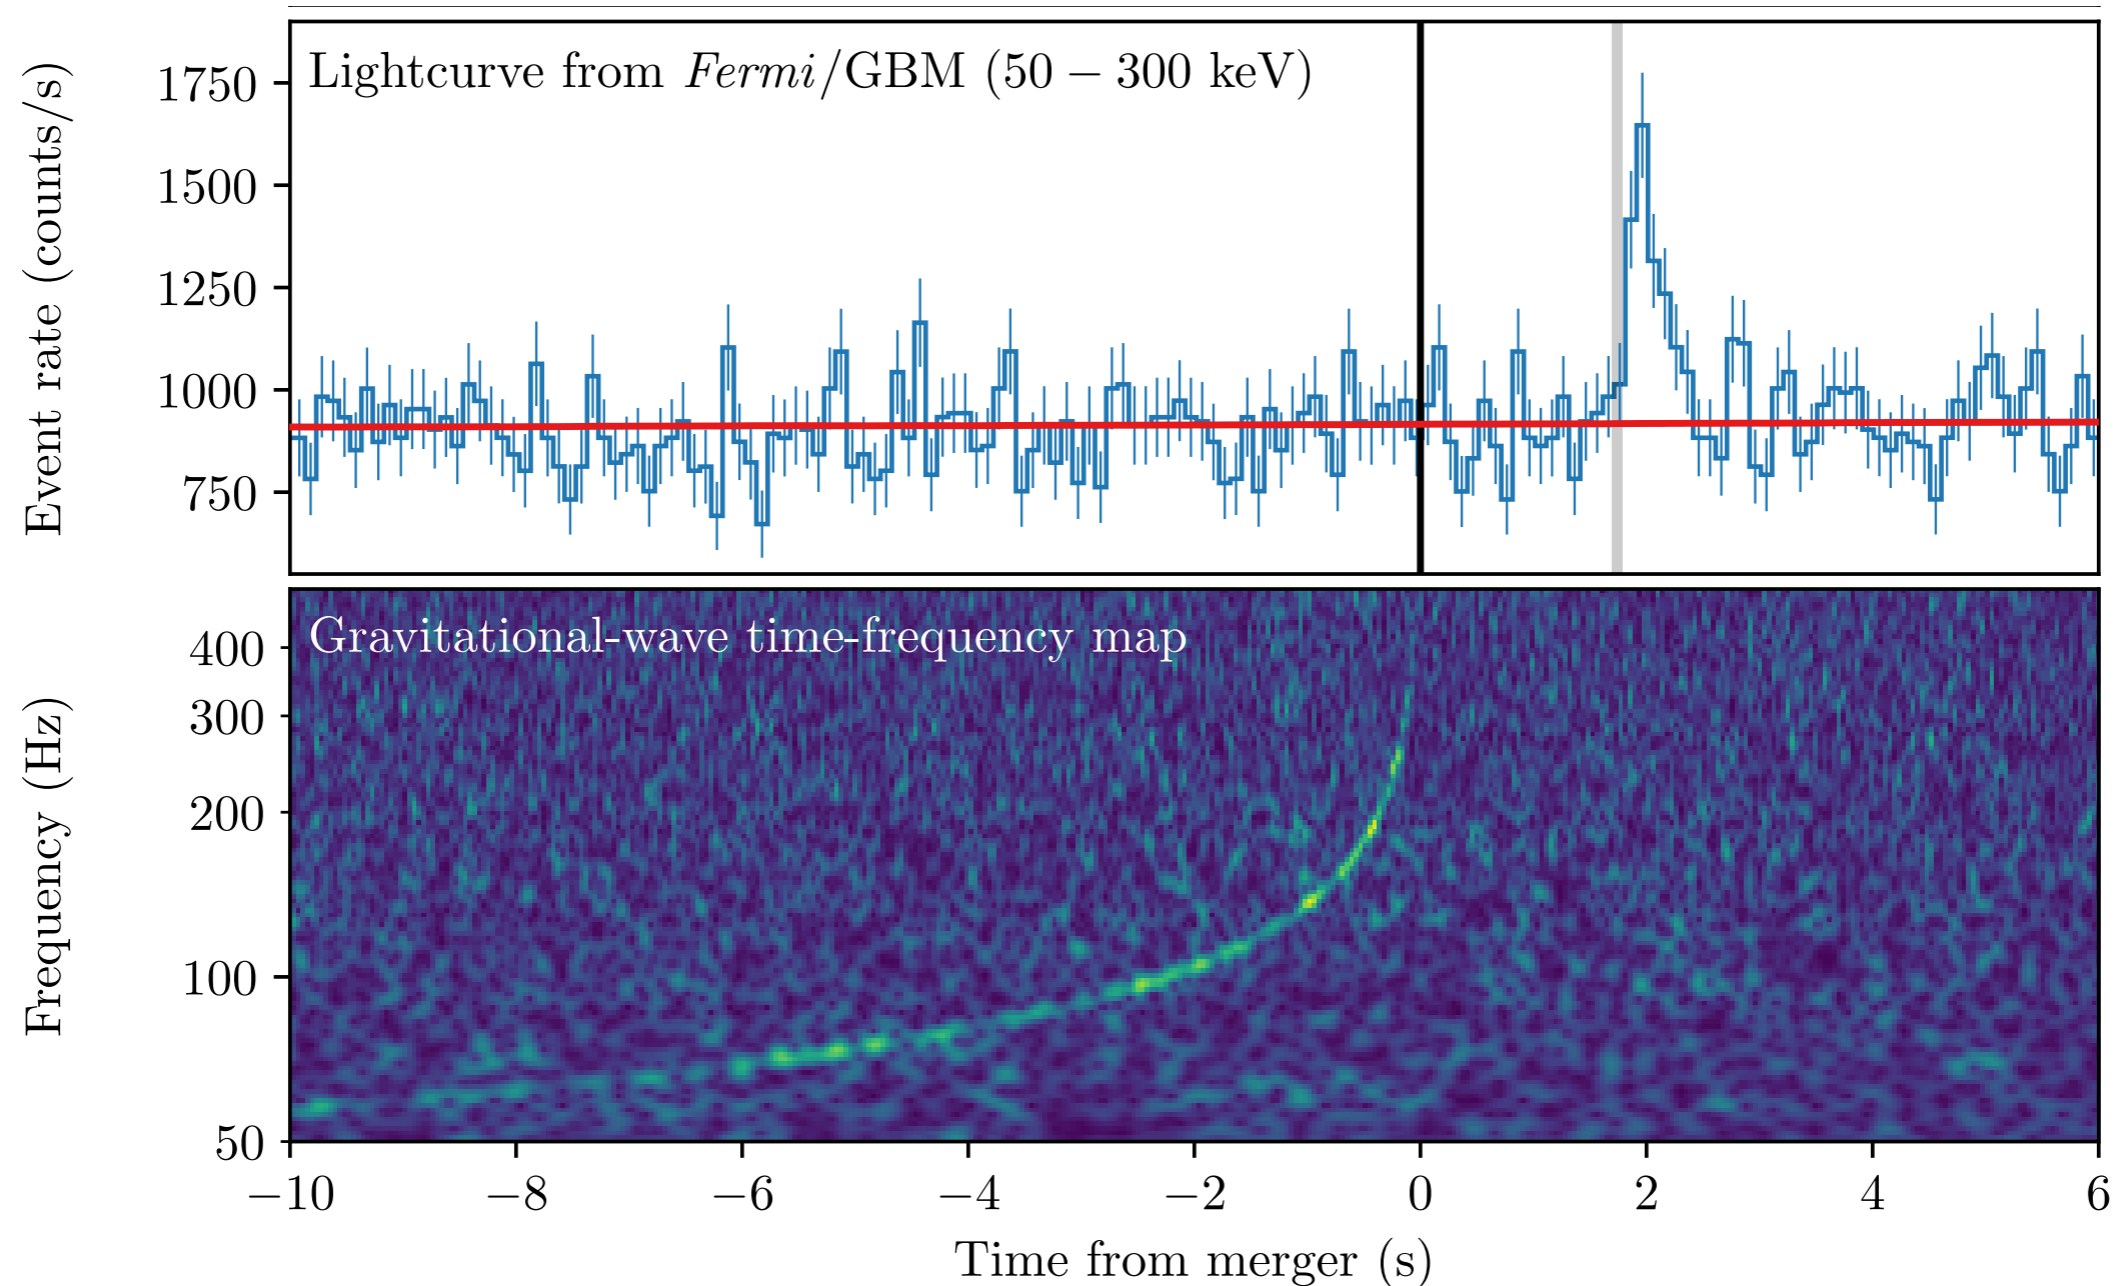 Lightcurve from Fermi/GBM (50 – 300 keV)
Event rate (counts/s)
1750
1500
1250
1000
750
Gravitational-wave time-frequency map
Frequency (Hz)
400
300
200
100
50
−10 −8 −6 −4 −2 0 2 4 6
Time from merger (s)